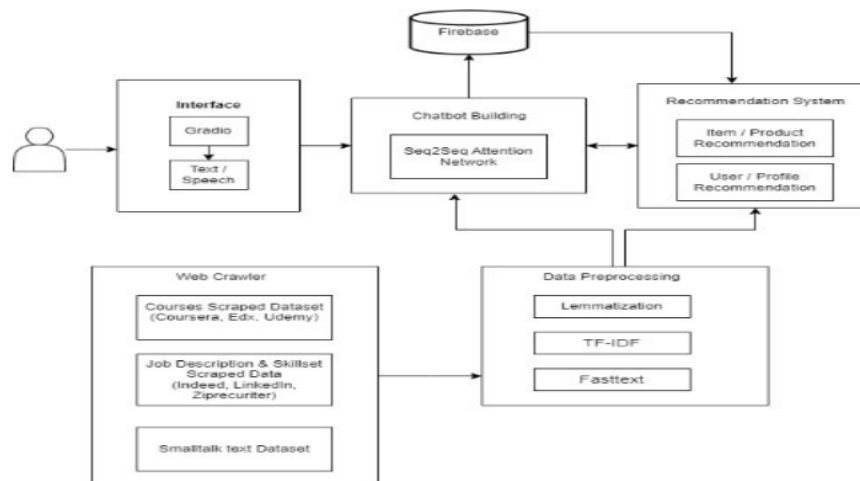 Firebase
Interface
Gradio
Text /
Speech
Chatbot Building
Seq2Seq Attention
Network
Recommendation System
Item / Product
Recommendation
User / Profile
Recommendation
Web Crawler
Courses Scraped Dataset
(Coursera, Edx, Udemy)
Job Description & Skillset
Scraped Data
(Indeed, LinkedIn,
Ziprecuriter)
Smalltalk text Dataset
Data Preprocessing
Lemmatization
TF-IDF
Fasttext